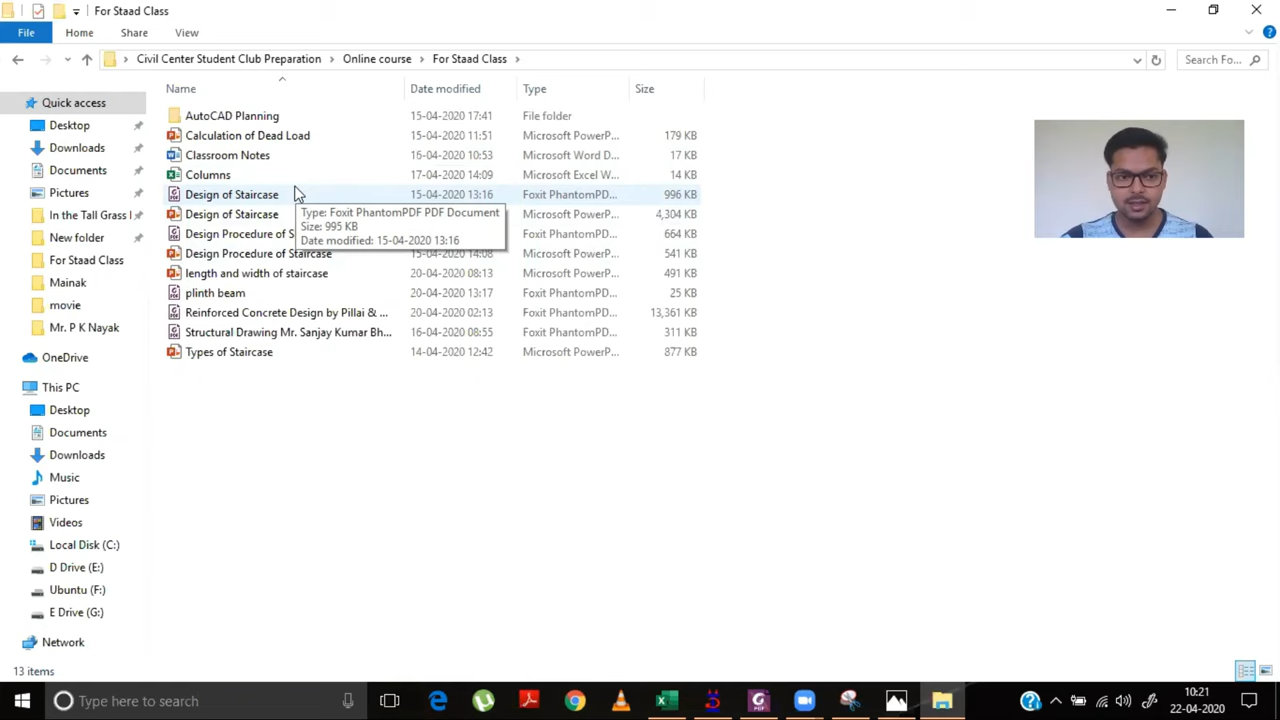 For Staad Class
File Home Share View
Civil Center Student Club Preparation Online course For Staad Class
Search Fo...
Name Date modified Type Size
Quick access
Desktop
Downloads
Documents
Pictures
In the Tall Grass
New folder
For Staad Class
Mainak
movie
Mr. P K Nayak
OneDrive
This PC
Desktop
Documents
Downloads
Music
Pictures
Videos
Local Disk (C:)
D Drive (E:)
Ubuntu (F:)
E Drive (G:)
Network
AutoCAD Planning 15-04-2020 17:41 File folder
Calculation of Dead Load 15-04-2020 11:51 Microsoft PowerP... 179 KB
Classroom Notes 16-04-2020 10:53 Microsoft Word D... 17 KB
Columns 17-04-2020 14:09 Microsoft Excel W... 14 KB
Design of Staircase 15-04-2020 13:16 Foxit PhantomPD... 996 KB
Design of Staircase Microsoft PowerP... 4,304 KB
Design Procedure of S Foxit PhantomPD... 664 KB
Design Procedure of Staircase 15-04-2020 14:08 Microsoft PowerP... 541 KB
length and width of staircase 20-04-2020 08:13 Microsoft PowerP... 491 KB
plinth beam 20-04-2020 13:17 Foxit PhantomPD... 25 KB
Reinforced Concrete Design by Pillai & ... 20-04-2020 02:13 Foxit PhantomPD... 13,361 KB
Structural Drawing Mr. Sanjay Kumar Bh... 16-04-2020 08:55 Foxit PhantomPD... 311 KB
Types of Staircase 14-04-2020 12:42 Microsoft PowerP... 877 KB
Type: Foxit PhantomPDF PDF Document
Size: 995 KB
Date modified: 15-04-2020 13:16
13 items
Type here to search
10:21
22-04-2020